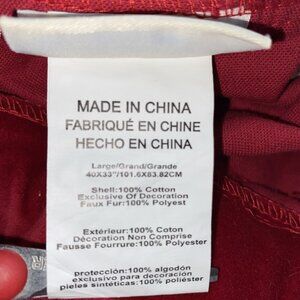 MADE IN CHINA
FABRIQUÉ EN CHINE
HECHO EN CHINA
Large/Grand/Grande
40X33"/101.6X83.82CM
Shell:100% Cotton
Exclusive Of Decoration
Faux Fur:100% Polyest
Extérieur:100% Coton
Décoration Non Comprise
Fausse Fourrure:100% Polyester
protección:100% algodón
exclusivo para decoración
pieles sintéticas:100% poliéster